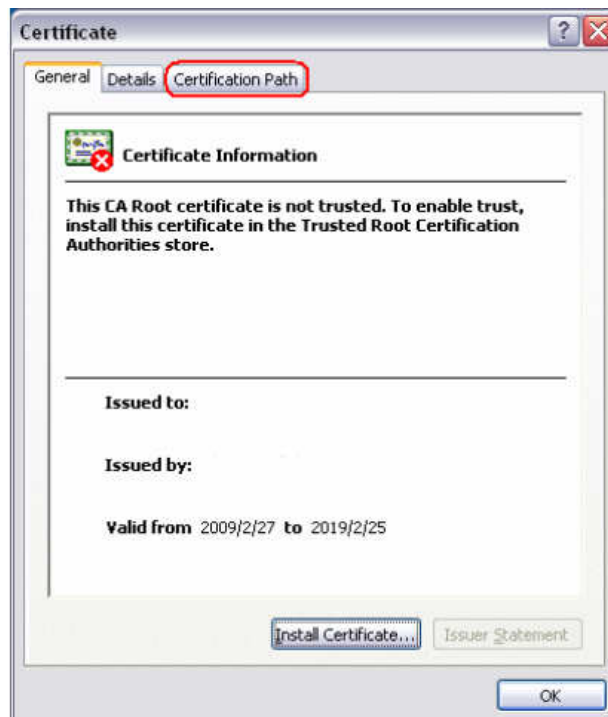 Certificate
General Details Certification Path
Certificate Information
This CA Root certificate is not trusted. To enable trust,
install this certificate in the Trusted Root Certification
Authorities store.
Issued to:
Issued by:
Valid from 2009/2/27 to 2019/2/25
Install Certificate... Issuer Statement
OK